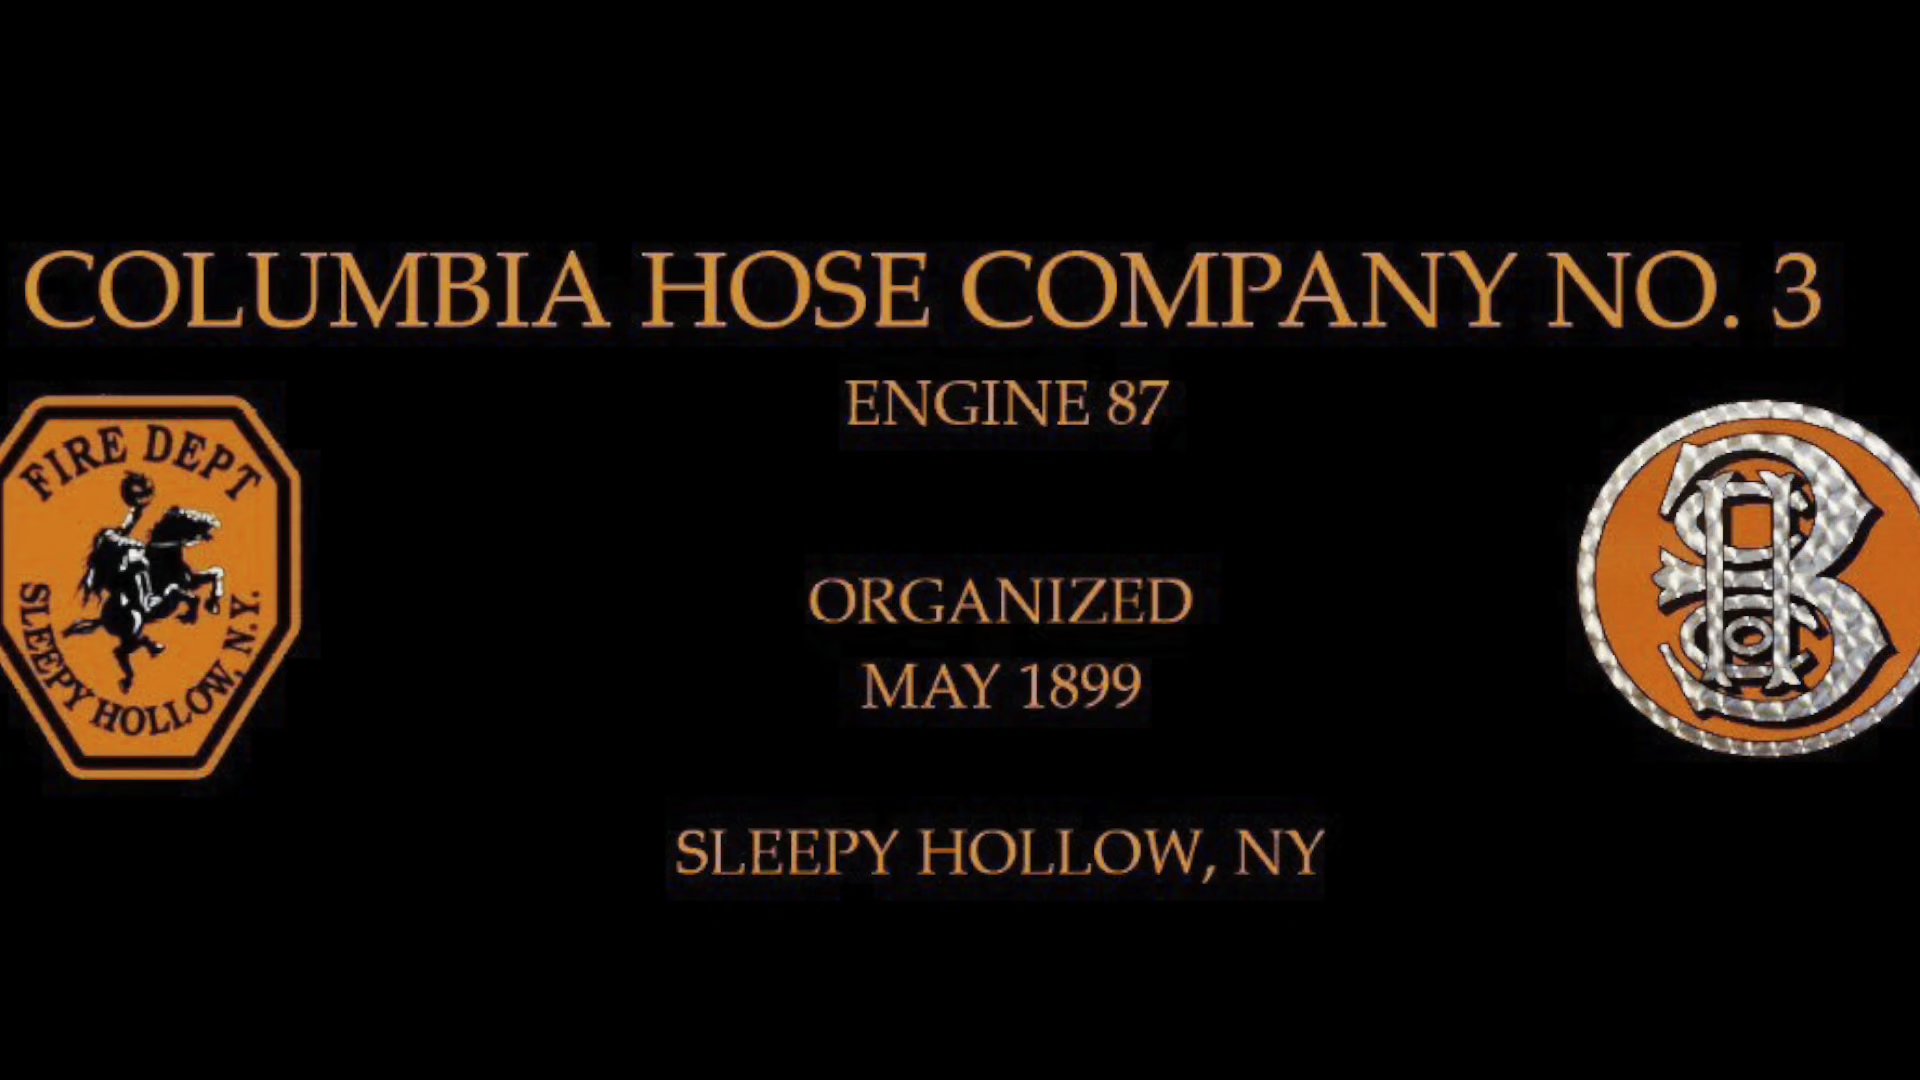 COLUMBIA HOSE COMPANY NO. 3
ENGINE 87
FIRE DEPT
SLEEPY HOLLOW, N.Y.
ORGANIZED
MAY 1899
SLEEPY HOLLOW, NY